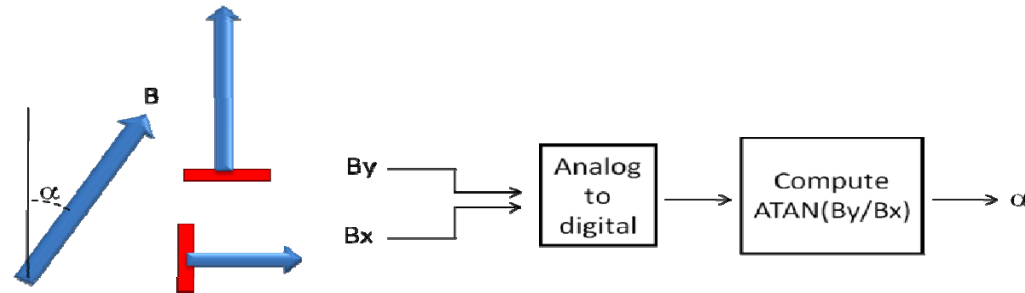 B
α
By
Bx
Analog
to
digital
Compute
ATAN(By/Bx)
α